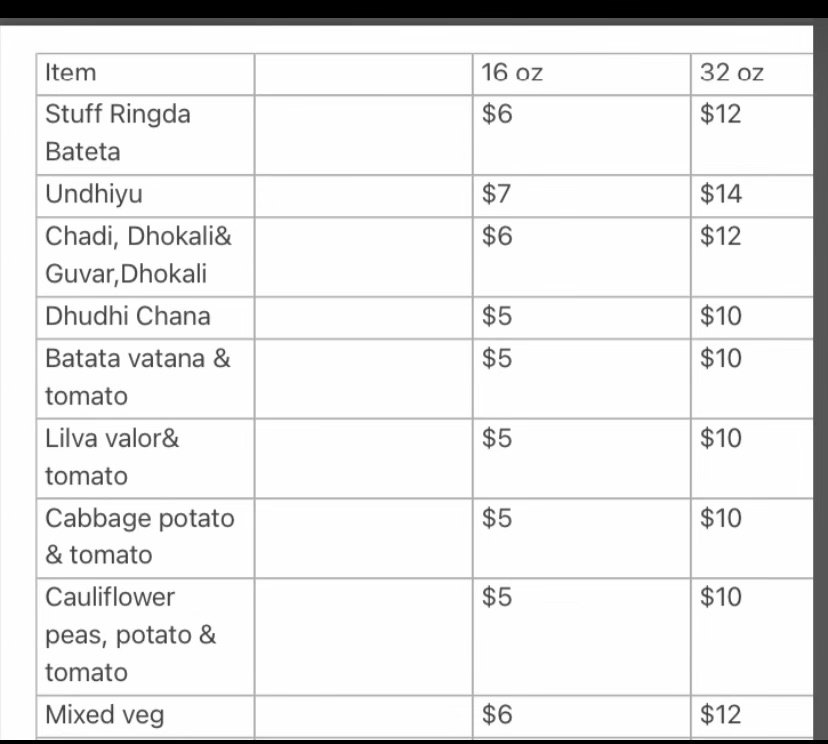 Item 16 oz 32 oz
Stuff Ringda $6 $12
Bateta
Undhiyu $7 $14
Chadi, Dhokali& $6 $12
Guvar,Dhokali
Dhudhi Chana $5 $10
Batata vatana & $5 $10
tomato
Lilva valor& $5 $10
tomato
Cabbage potato $5 $10
& tomato
Cauliflower $5 $10
peas, potato &
tomato
Mixed veg $6 $12